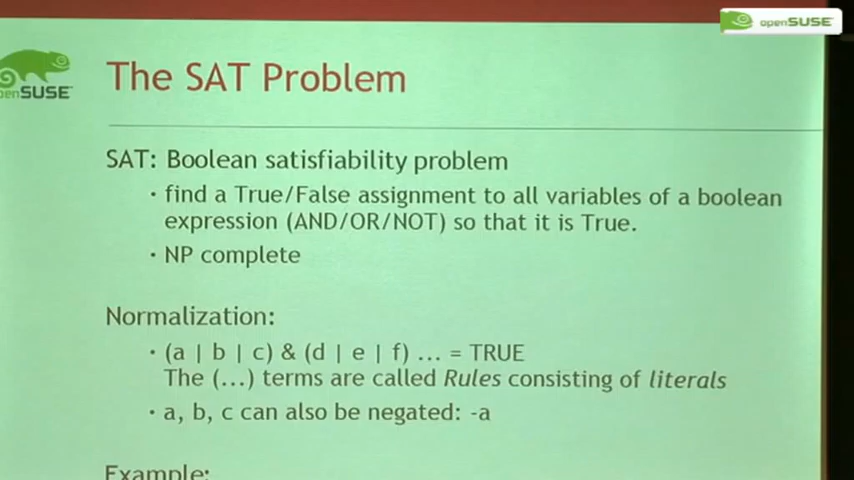 openSUSE
openSUSE
The SAT Problem
SAT: Boolean satisfiability problem
· find a True/False assignment to all variables of a boolean
expression (AND/OR/NOT) so that it is True.
· NP complete
Normalization:
· (a | b | c) & (d | e | f) ... = TRUE
The (...) terms are called Rules consisting of literals
· a, b, c can also be negated: -a
Example: